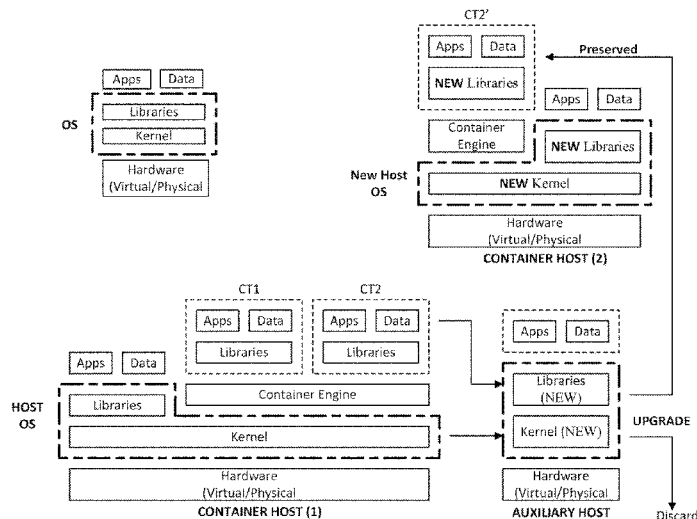 CT2'
Apps Data
NEW Libraries
Preserved
Apps Data
Libraries
OS
Kernel
Hardware
(Virtual/Physical
Apps Data
Container
Engine
NEW Libraries
New Host
OS
NEW Kernel
Hardware
(Virtual/Physical
CONTAINER HOST (2)
CT1 CT2
Apps Data
Libraries
Apps Data
Libraries
Apps Data
Apps Data
Libraries
Container Engine
HOST
OS
Kernel
Hardware
(Virtual/Physical
CONTAINER HOST (1)
Libraries
(NEW)
UPGRADE
Kernel (NEW)
Hardware
(Virtual/Physical
AUXILIARY HOST
Discard